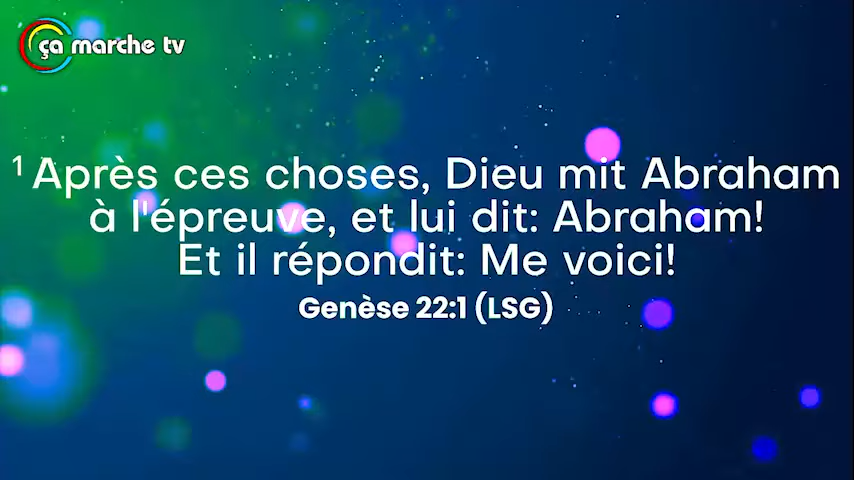 ça marche tv
¹ Après ces choses, Dieu mit Abraham
à l'épreuve, et lui dit: Abraham!
Et il répondit: Me voici!
Genèse 22:1 (LSG)